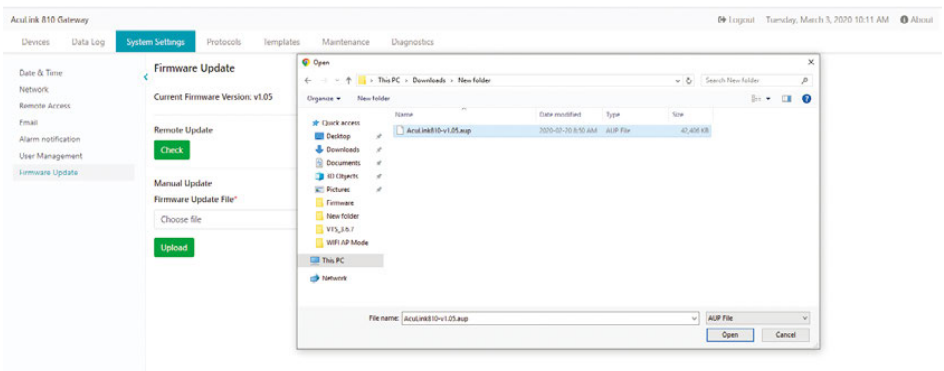 AcuLink 810 Gateway
Logout Tuesday, March 3, 2020 10:11 AM About
Devices Data Log System Settings Protocols Templates Maintenance Diagnostics
Date & Time
Network
Remote Access
Email
Alarm notification
User Management
Firmware Update
Firmware Update
Current Firmware Version: v1.05
Remote Update
Check
Manual Update
Firmware Update File*
Choose file
Upload
Open
This PC > Downloads > New folder
Search New folder
Organize New folder
Name Date modified Type Size
AcuLink810-v1.05.aup 2020-02-20 8:50 AM AUP File
Quick access
Desktop
Downloads
Documents
3D Objects
Pictures
Firmware
New folder
VTS_3.6.7
WIFI AP Mode
This PC
Network
File name: AcuLink810-v1.05.aup AUP File
Open Cancel